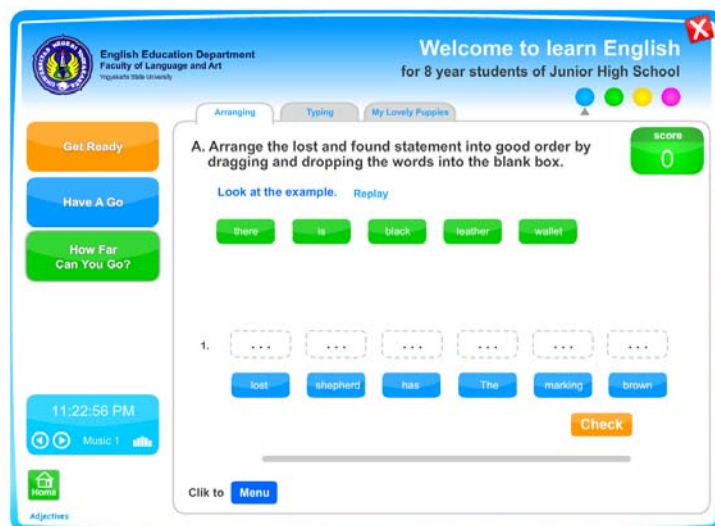 English Education Department
Faculty of Language and Art
Yogyakarta State University
Welcome to learn English
for 8 year students of Junior High School
Arranging Typing My Lovely Puppies
Get Ready
Have A Go
How Far
Can You Go?
A. Arrange the lost and found statement into good order by
dragging and dropping the words into the blank box.
score
0
Look at the example. Replay
there is black leather wallet
1. ... ... ... ... ... ...
lost shepherd has The marking brown
Check
11:22:56 PM
Music 1
Home
Clik to Menu
Adjectives